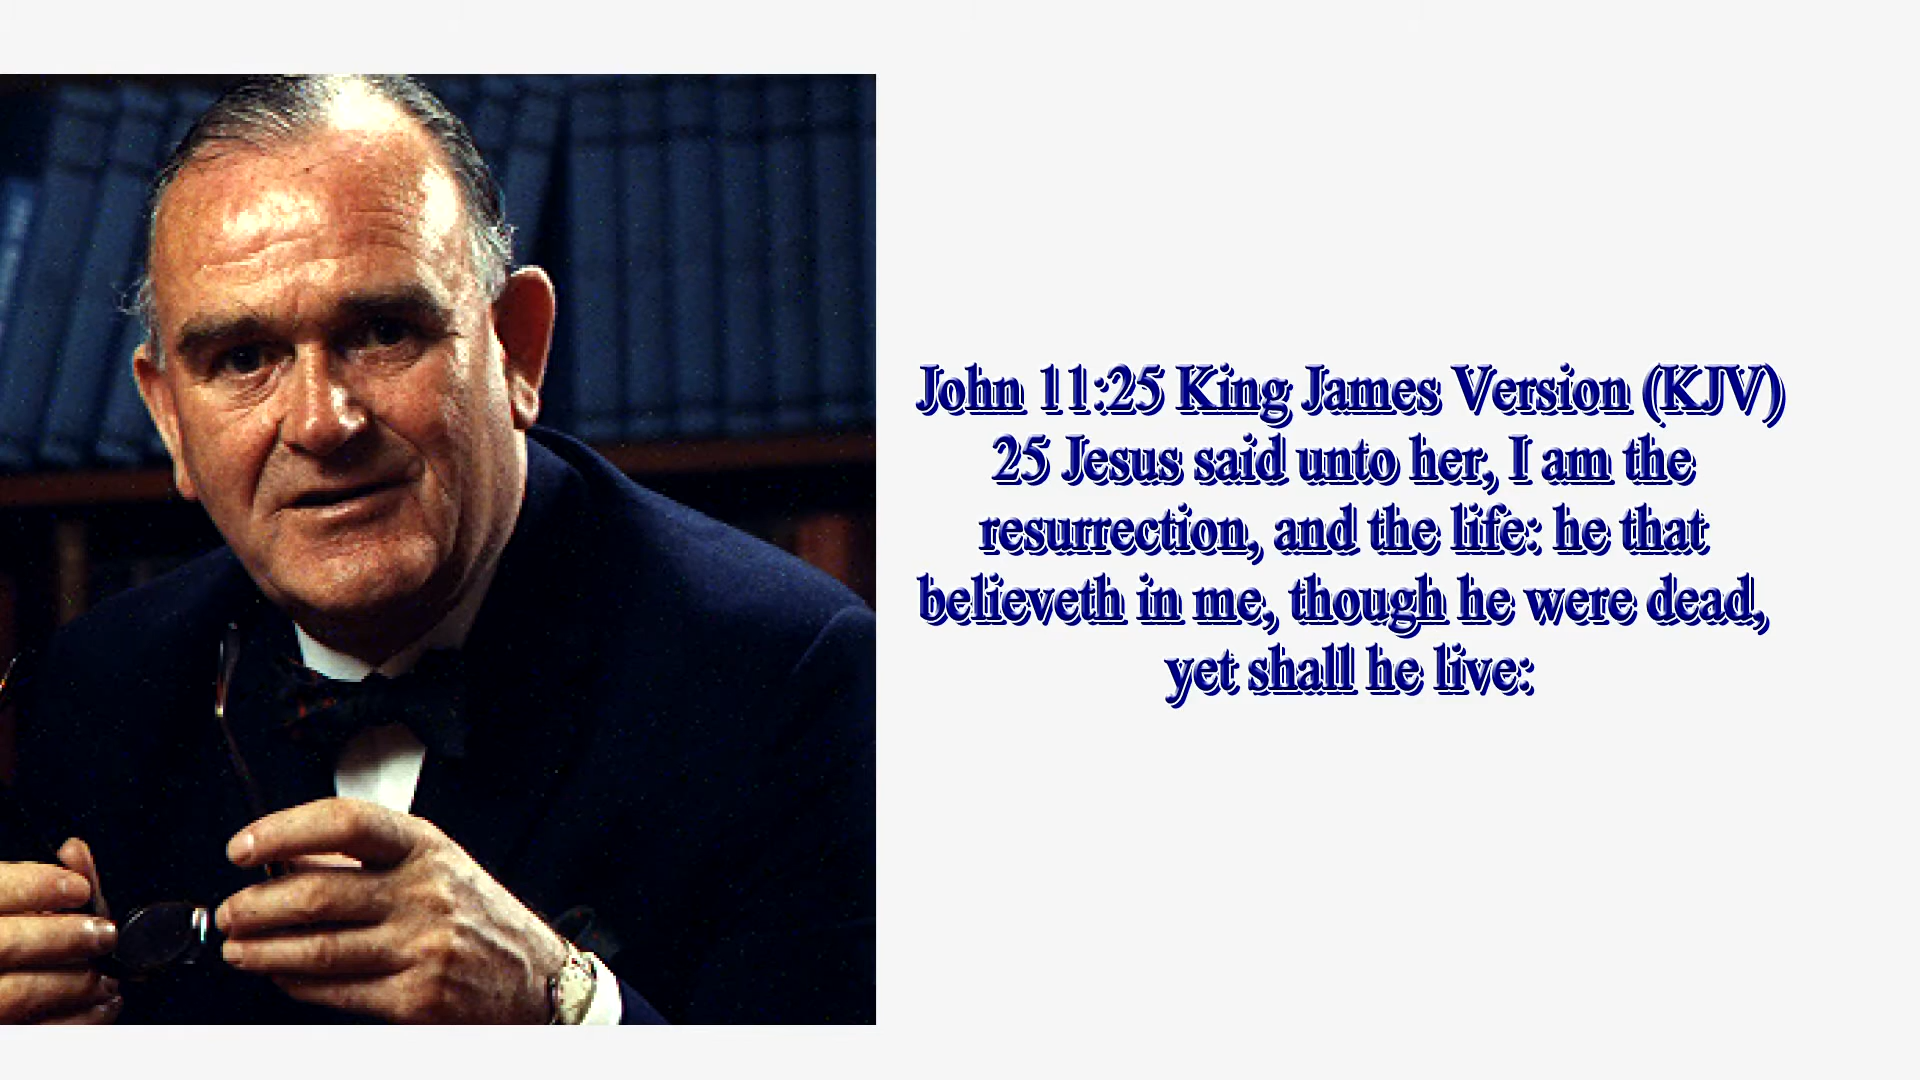 John 11:25 King James Version (KJV)
25 Jesus said unto her, I am the
resurrection, and the life: he that
believeth in me, though he were dead,
yet shall he live: